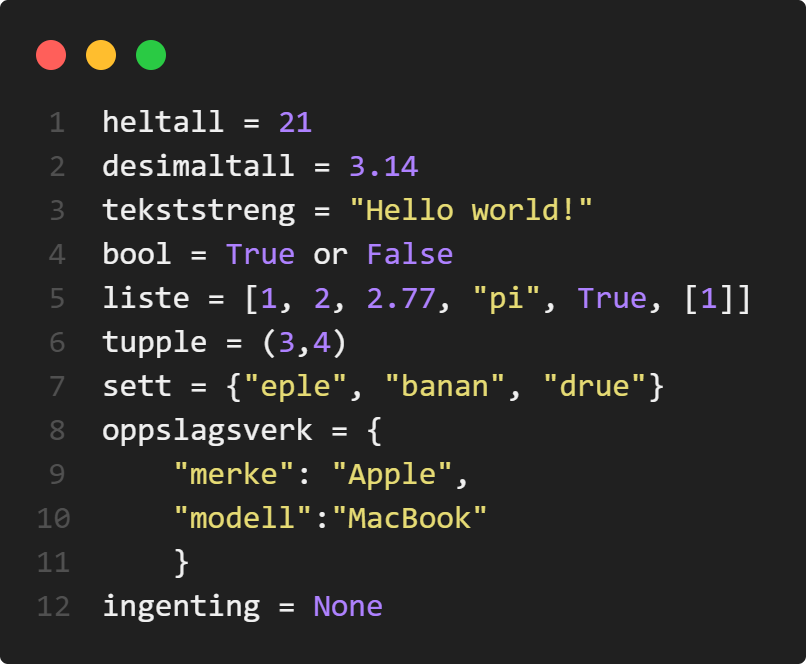 1 heltall = 21
2 desimaltall = 3.14
3 tekststreng = "Hello world!"
4 bool = True or False
5 liste = [1, 2, 2.77, "pi", True, [1]]
6 tupple = (3,4)
7 sett = {"eple", "banan", "drue"}
8 oppslagsverk = {
9     "merke": "Apple",
10     "modell":"MacBook"
11     }
12 ingenting = None